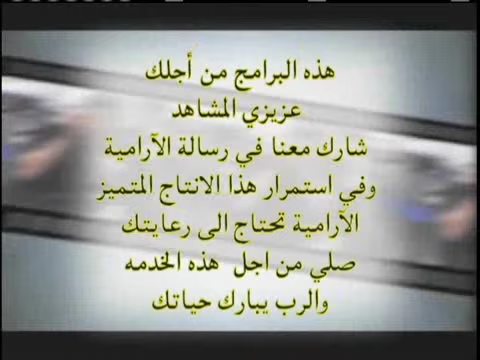 هذه البرامج من أجلك
عزيزي المشاهد
شارك معنا في رسالة الآرامية
وفي استمرار هذا الانتاج المتميز
الآرامية تحتاج الى رعايتك
صلي من اجل هذه الخدمه
والرب يبارك حياتك